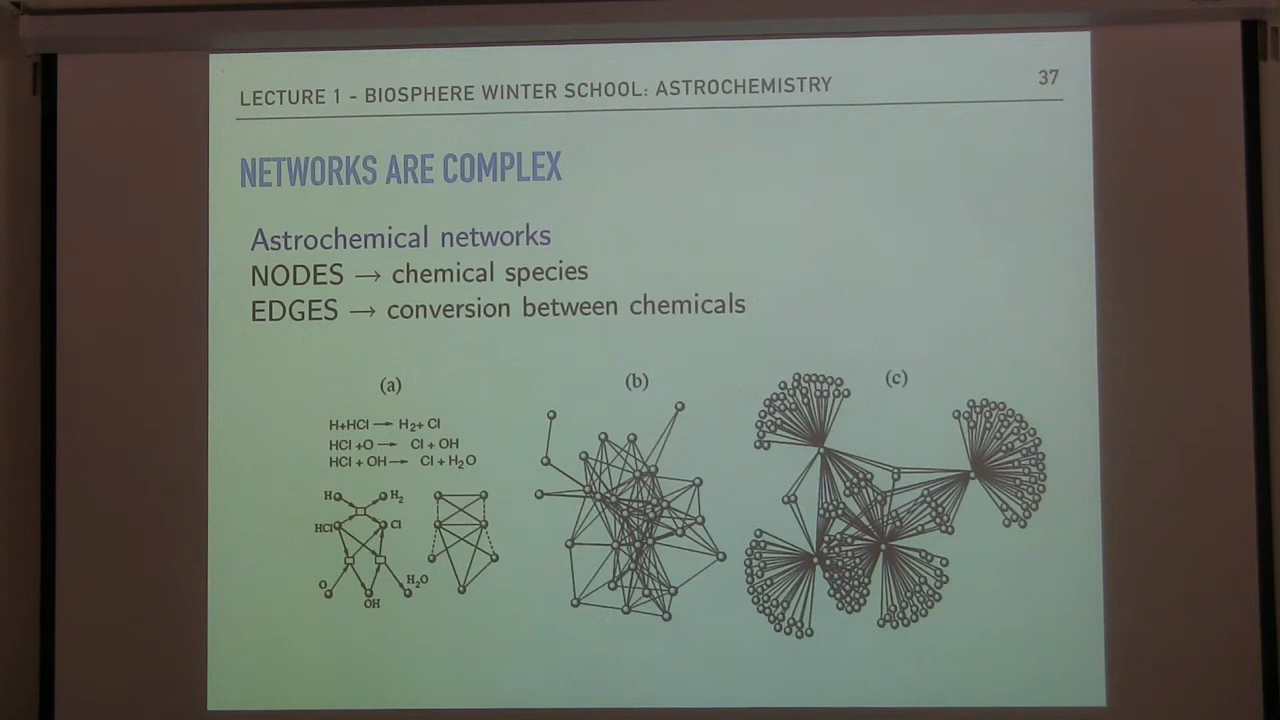 LECTURE 1 - BIOSPHERE WINTER SCHOOL: ASTROCHEMISTRY
37
NETWORKS ARE COMPLEX
Astrochemical networks
NODES → chemical species
EDGES → conversion between chemicals
(a)
(b)
(c)
H+HCl → H₂+ Cl
HCl +O → Cl + OH
HCl + OH → Cl + H₂O
H
H₂
HCl
Cl
O
OH
H₂O